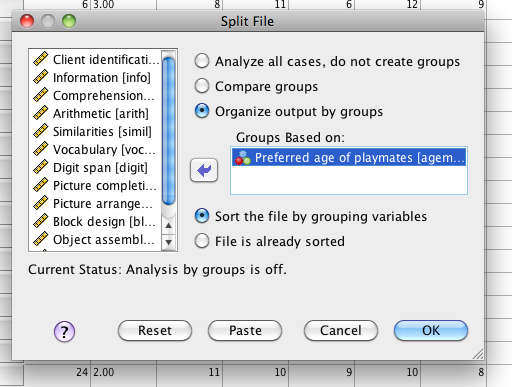 6 3.00 8 11 6 3 9
Split File
Client identificati...
Information [info]
Comprehension...
Arithmetic [arith]
Similarities [simil]
Vocabulary [voc...
Digit span [digit]
Picture completi...
Picture arrange...
Block design [bl...
Object assembl...
Analyze all cases, do not create groups
Compare groups
Organize output by groups
Groups Based on:
Preferred age of playmates [agem...
Sort the file by grouping variables
File is already sorted
Current Status: Analysis by groups is off.
? Reset Paste Cancel OK
24 2.00 11 10 9 10 8